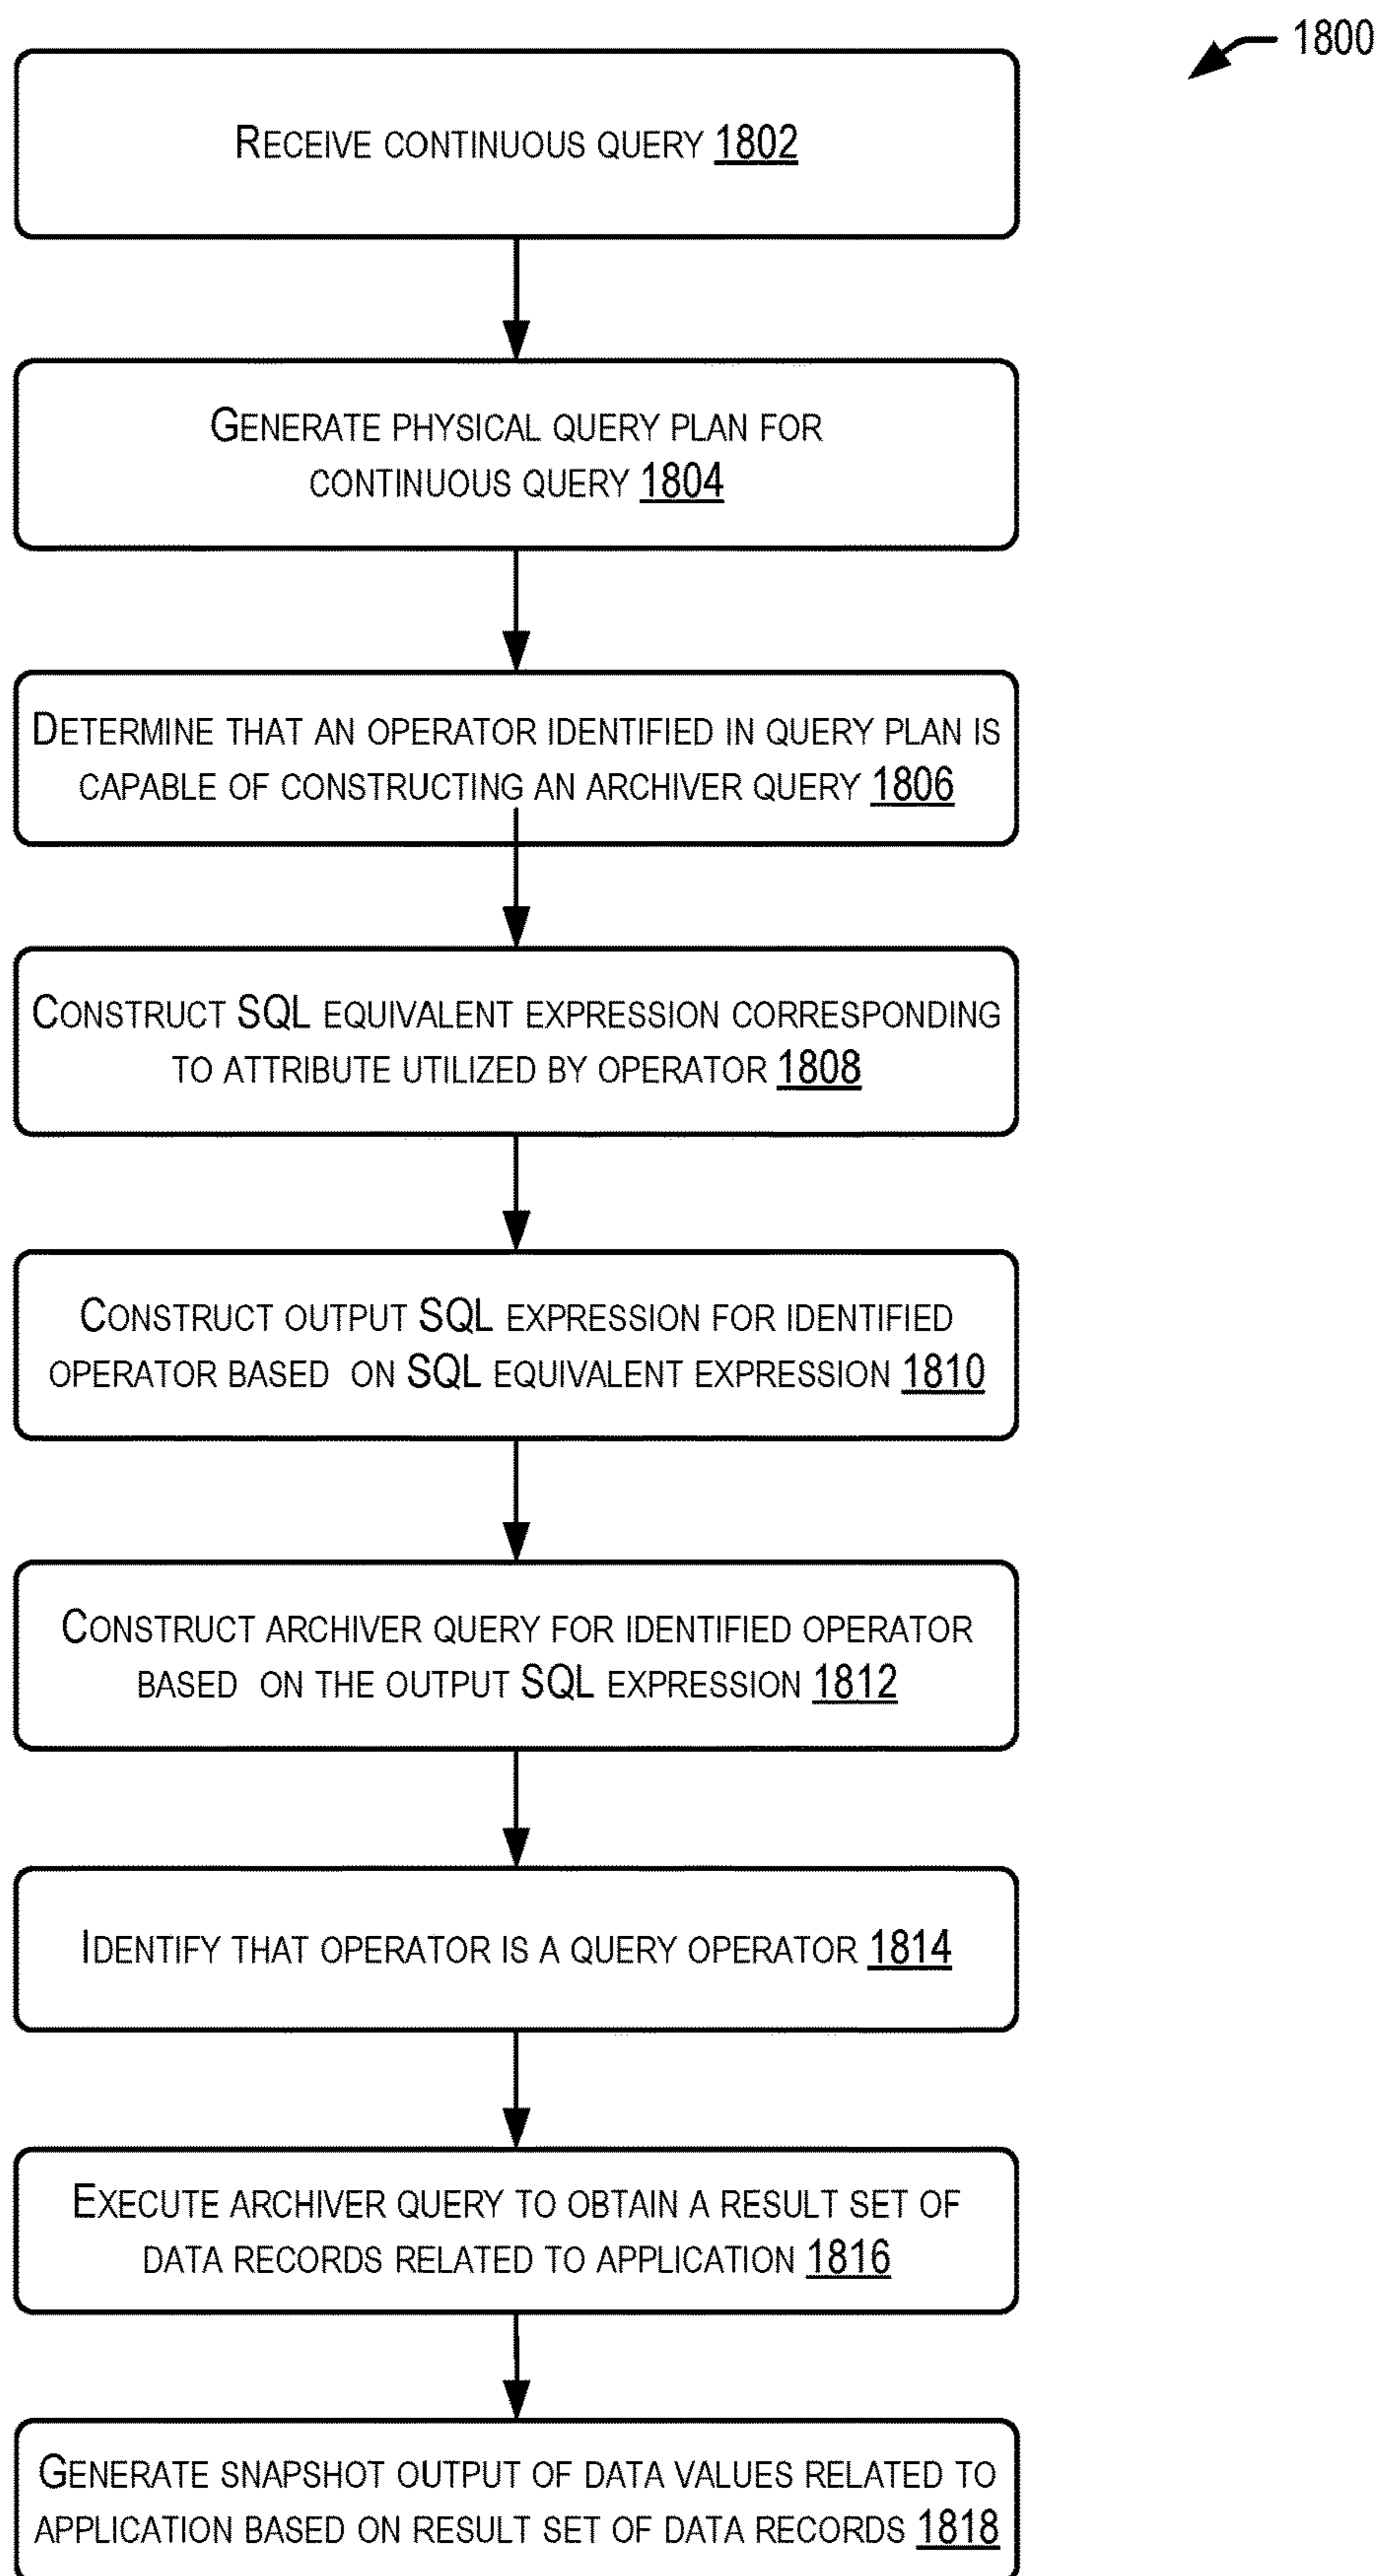 1800
RECEIVE CONTINUOUS QUERY 1802
GENERATE PHYSICAL QUERY PLAN FOR
CONTINUOUS QUERY 1804
DETERMINE THAT AN OPERATOR IDENTIFIED IN QUERY PLAN IS
CAPABLE OF CONSTRUCTING AN ARCHIVER QUERY 1806
CONSTRUCT SQL EQUIVALENT EXPRESSION CORRESPONDING
TO ATTRIBUTE UTILIZED BY OPERATOR 1808
CONSTRUCT OUTPUT SQL EXPRESSION FOR IDENTIFIED
OPERATOR BASED ON SQL EQUIVALENT EXPRESSION 1810
CONSTRUCT ARCHIVER QUERY FOR IDENTIFIED OPERATOR
BASED ON THE OUTPUT SQL EXPRESSION 1812
IDENTIFY THAT OPERATOR IS A QUERY OPERATOR 1814
EXECUTE ARCHIVER QUERY TO OBTAIN A RESULT SET OF
DATA RECORDS RELATED TO APPLICATION 1816
GENERATE SNAPSHOT OUTPUT OF DATA VALUES RELATED TO
APPLICATION BASED ON RESULT SET OF DATA RECORDS 1818